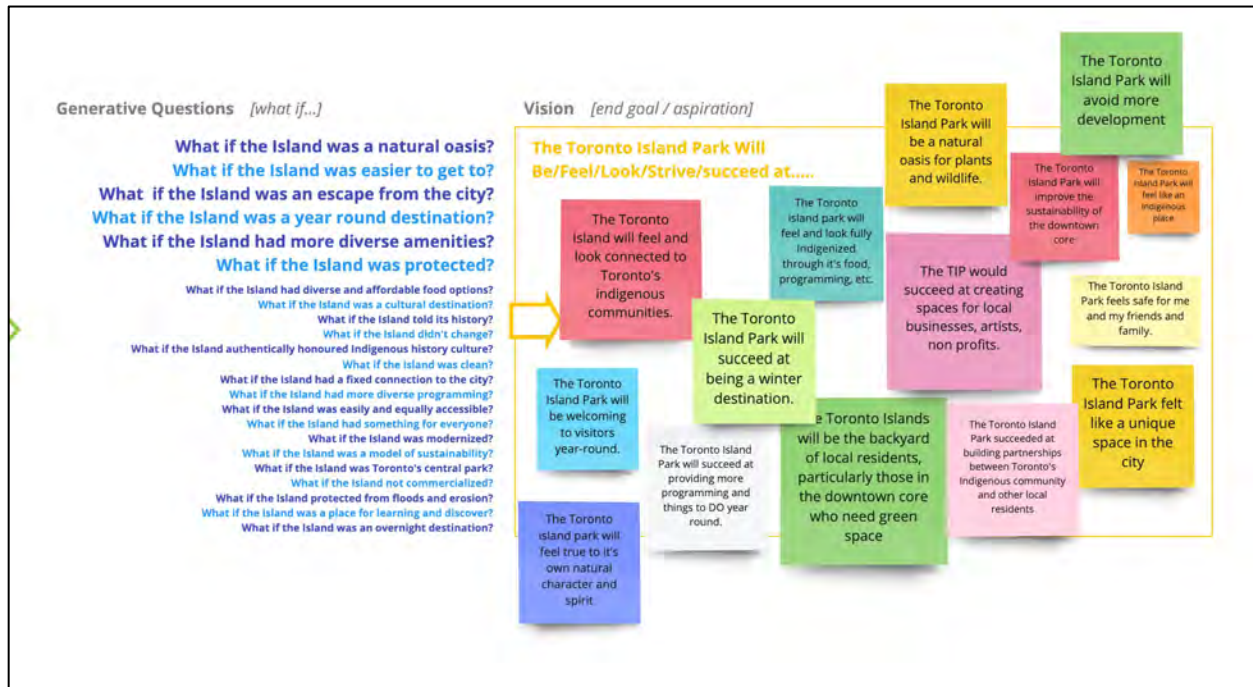 Generative Questions [what if...]
What if the Island was a natural oasis?
What if the Island was easier to get to?
What if the Island was an escape from the city?
What if the Island was a year round destination?
What if the Island had more diverse amenities?
What if the Island was protected?
What if the Island had diverse and affordable food options?
What if the Island was a cultural destination?
What if the Island told its history?
What if the Island didn't change?
What if the Island authentically honoured Indigenous history culture?
What if the Island was clean?
What if the Island had a fixed connection to the city?
What if the Island had more diverse programming?
What if the Island was easily and equally accessible?
What if the Island had something for everyone?
What if the Island was modernized?
What if the Island was a model of sustainability?
What if the Island was Toronto's central park?
What if the Island not commercialized?
What if the Island protected from floods and erosion?
What if the Island was a place for learning and discover?
What if the Island was an overnight destination?
Vision [end goal / aspiration]
The Toronto Island Park Will
Be/Feel/Look/Strive/succeed at.....
The Toronto
island will feel and
look connected to
Toronto's
indigenous
communities.
The Toronto
island park will
feel and look fully
Indigenized
through it's food,
programming, etc.
The Toronto
Island Park will
be a natural
oasis for plants
and wildlife.
The Toronto
Island Park will
avoid more
development
The Toronto
Island Park will
improve the
sustainability of
the downtown
core
The Toronto
Island Park will
feel like an
Indigenous
place
The TIP would
succeed at creating
spaces for local
businesses, artists,
non profits.
The Toronto Island
Park feels safe for me
and my friends and
family.
The Toronto
Island Park will
succeed at
being a winter
destination.
The Toronto
Island Park will
be welcoming
to visitors
year-round.
The Toronto Island
Park will succeed at
providing more
programming and
things to DO year
round.
The Toronto Islands
will be the backyard
of local residents,
particularly those in
the downtown core
who need green
space
The Toronto Island
Park succeeded at
building partnerships
between Toronto's
Indigenous community
and other local
residents
The Toronto
Island Park felt
like a unique
space in the
city
The Toronto
island park will
feel true to it's
own natural
character and
spirit